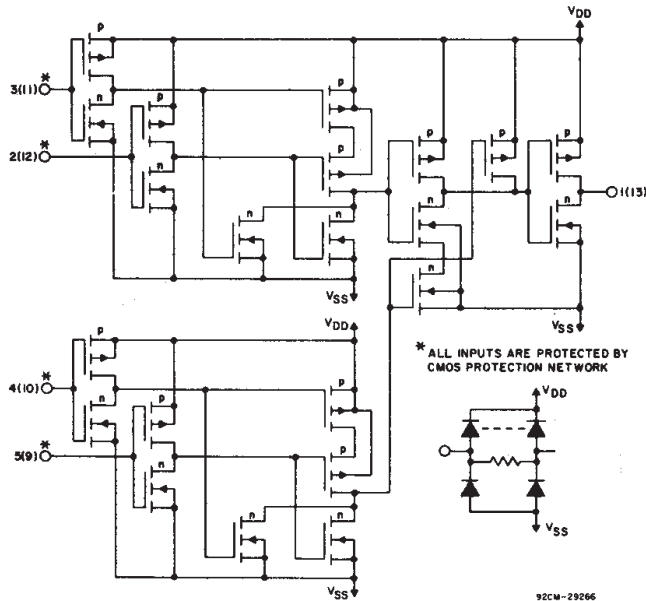 p
VDD
*
3(11)
n
p
p
*
2(12)
n
p
p
p
p
1(13)
n
n
n
n
n
VSS
VSS
VDD
* ALL INPUTS ARE PROTECTED BY
CMOS PROTECTION NETWORK
p
*
4(10)
n
p
p
*
5(9)
n
p
n
n
VSS
VDD
VSS
92CM-29266